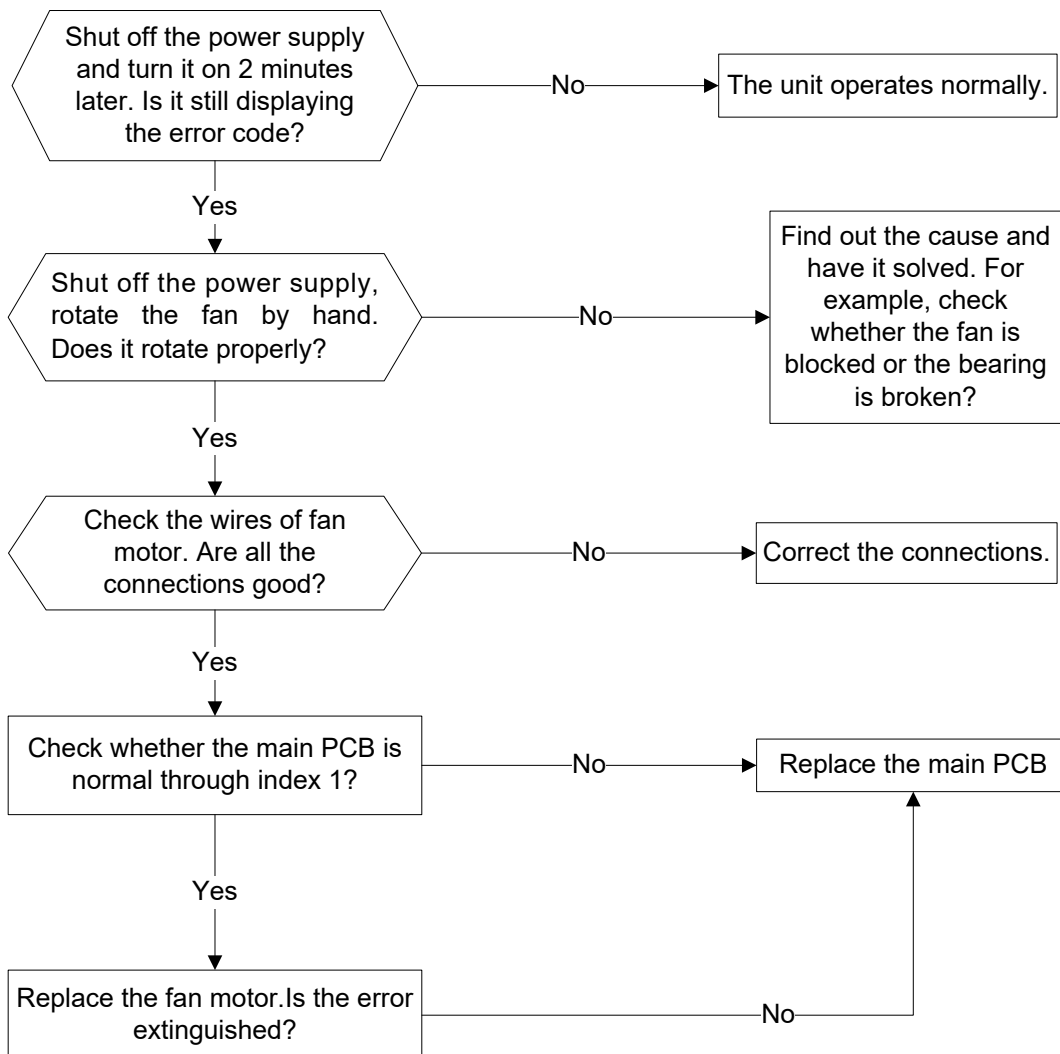 Shut off the power supply
and turn it on 2 minutes
later. Is it still displaying
the error code?
No
The unit operates normally.
Yes
Shut off the power supply,
rotate the fan by hand.
Does it rotate properly?
No
Find out the cause and
have it solved. For
example, check
whether the fan is
blocked or the bearing
is broken?
Yes
Check the wires of fan
motor. Are all the
connections good?
No
Correct the connections.
Yes
Check whether the main PCB is
normal through index 1?
No
Replace the main PCB
Yes
Replace the fan motor.Is the error
extinguished?
No